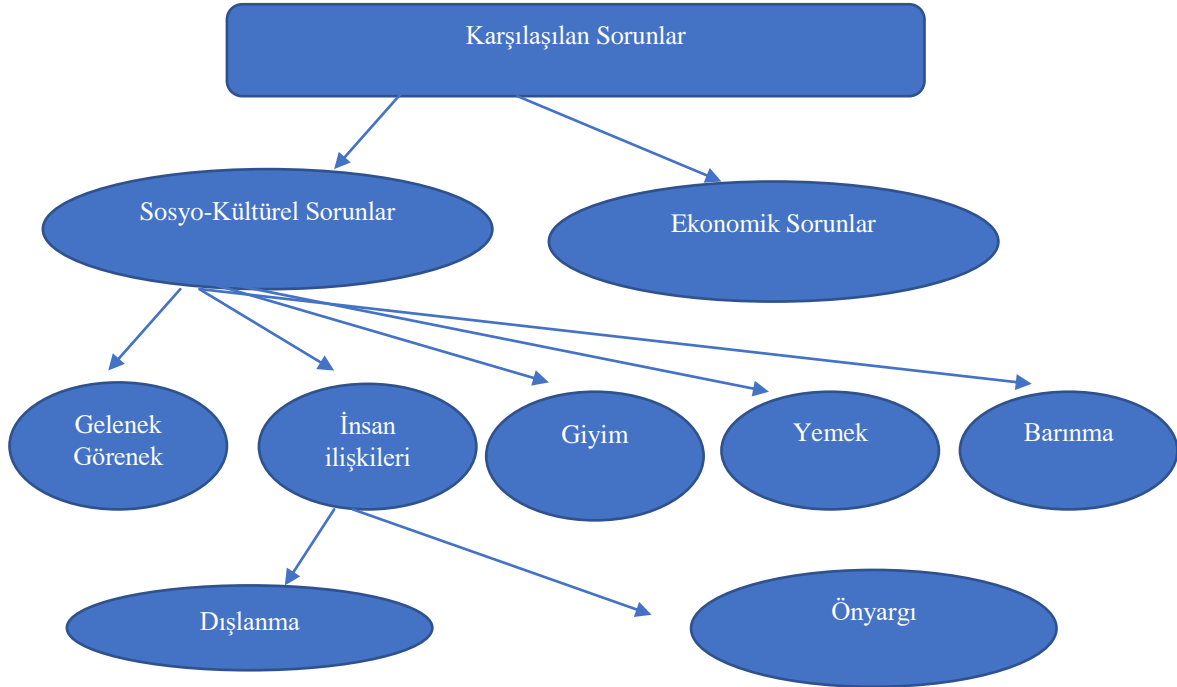 Karşılaşılan Sorunlar
Sosyo-Kültürel Sorunlar
Ekonomik Sorunlar
Gelenek
Görenek
İnsan
ilişkileri
Giyim
Yemek
Barınma
Dışlanma
Önyargı